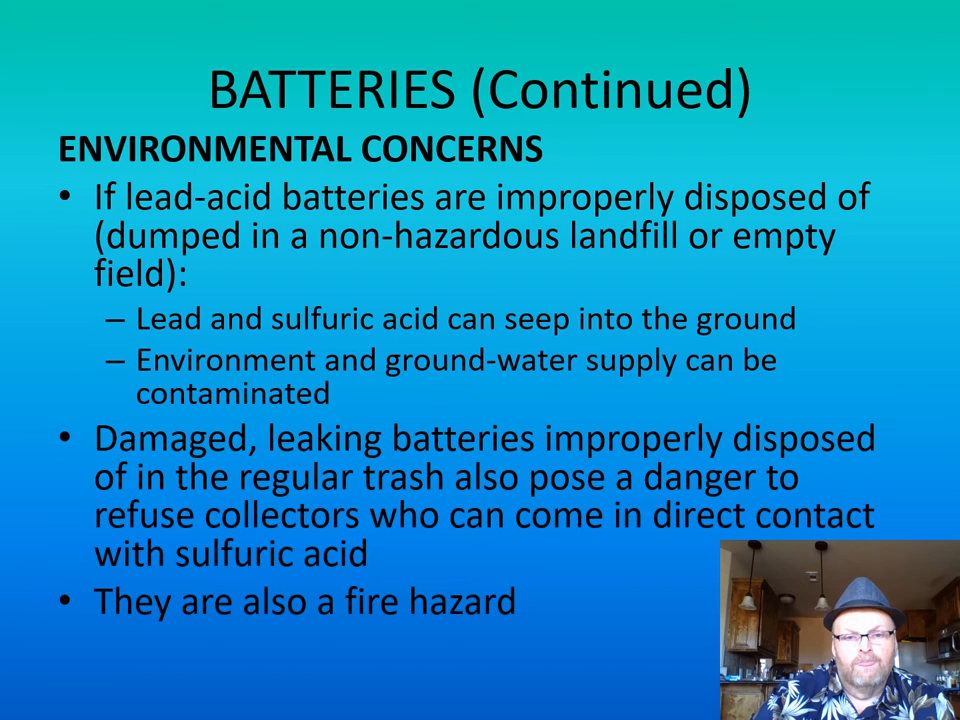 BATTERIES (Continued)
ENVIRONMENTAL CONCERNS
• If lead-acid batteries are improperly disposed of
(dumped in a non-hazardous landfill or empty
field):
– Lead and sulfuric acid can seep into the ground
– Environment and ground-water supply can be
contaminated
• Damaged, leaking batteries improperly disposed
of in the regular trash also pose a danger to
refuse collectors who can come in direct contact
with sulfuric acid
• They are also a fire hazard